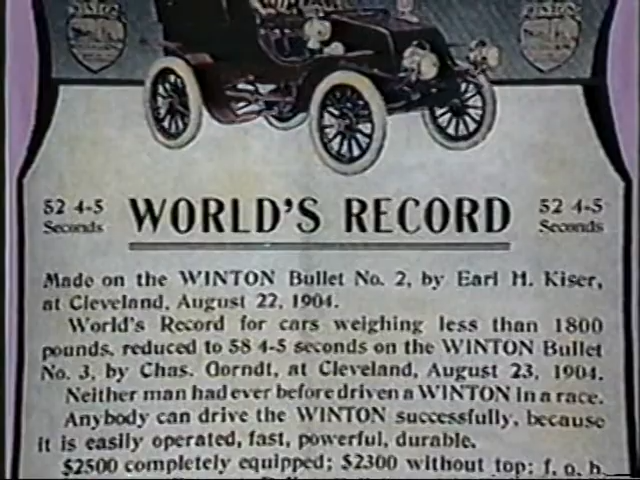 WINTON
52 4-5 WORLD'S RECORD 52 4-5
Seconds Seconds
Made on the WINTON Bullet No. 2, by Earl H. Kiser,
at Cleveland, August 22, 1904.
World's Record for cars weighing less than 1800
pounds, reduced to 58 4-5 seconds on the WINTON Bullet
No. 3, by Chas. Gorndt, at Cleveland, August 23, 1904.
Neither man had ever before driven a WINTON in a race.
Anybody can drive the WINTON successfully, because
it is easily operated, fast, powerful, durable.
$2500 completely equipped; $2300 without top; f. o. b.